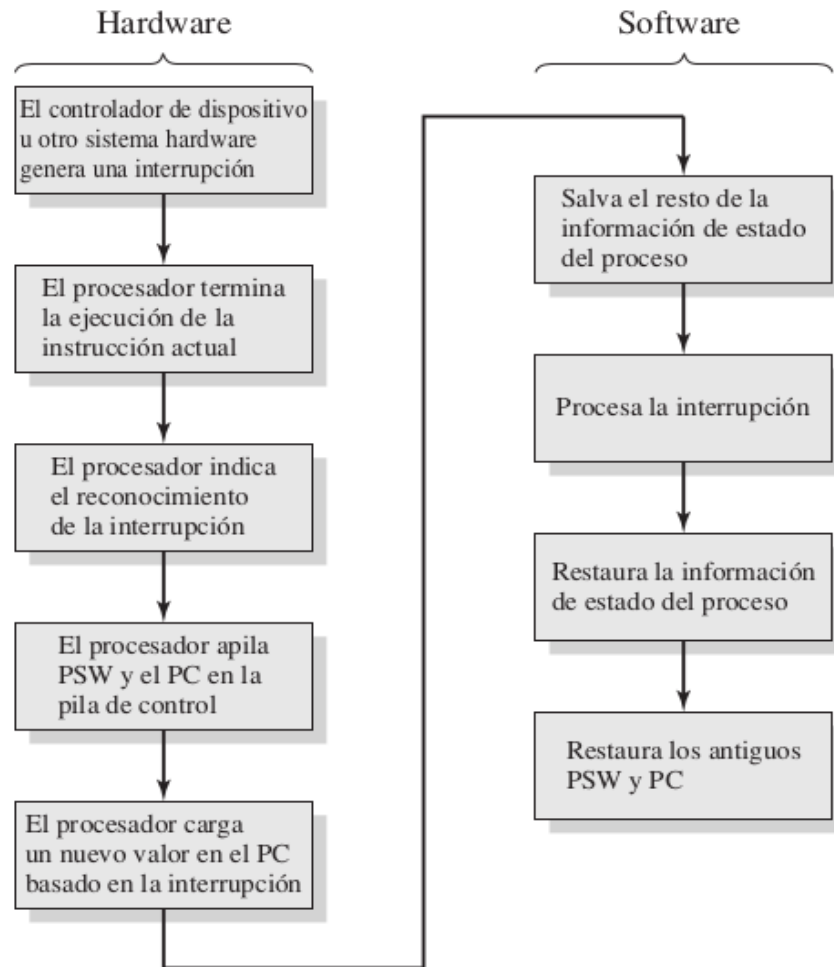 Hardware
El controlador de dispositivo
u otro sistema hardware
genera una interrupción
El procesador termina
la ejecución de la
instrucción actual
El procesador indica
el reconocimiento
de la interrupción
El procesador apila
PSW y el PC en la
pila de control
El procesador carga
un nuevo valor en el PC
basado en la interrupción
Software
Salva el resto de la
información de estado
del proceso
Procesa la interrupción
Restaura la información
de estado del proceso
Restaura los antiguos
PSW y PC